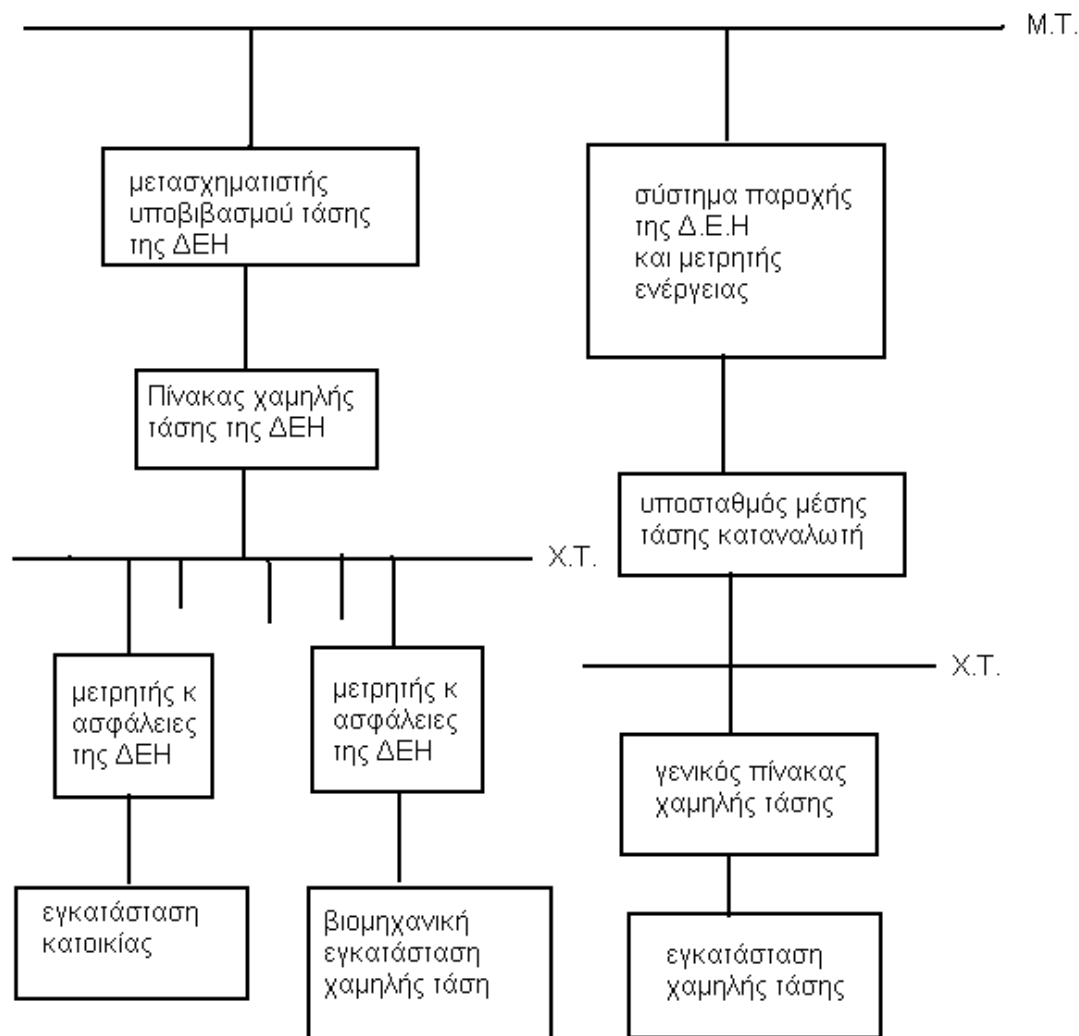 Μ.Τ.
μετασχηματιστής
υποβιβασμού τάσης
της ΔΕΗ
σύστημα παροχής
της Δ.Ε.Η
και μετρητής
ενέργειας
Πίνακας χαμηλής
τάσης της ΔΕΗ
υποσταθμός μέσης
τάσης καταναλωτή
Χ.Τ.
Χ.Τ.
μετρητής κ
ασφάλειες
της ΔΕΗ
μετρητής κ
ασφάλειες
της ΔΕΗ
γενικός πίνακας
χαμηλής τάσης
εγκατάσταση
κατοικίας
βιομηχανική
εγκατάσταση
χαμηλής τάση
εγκατάσταση
χαμηλής τάσης